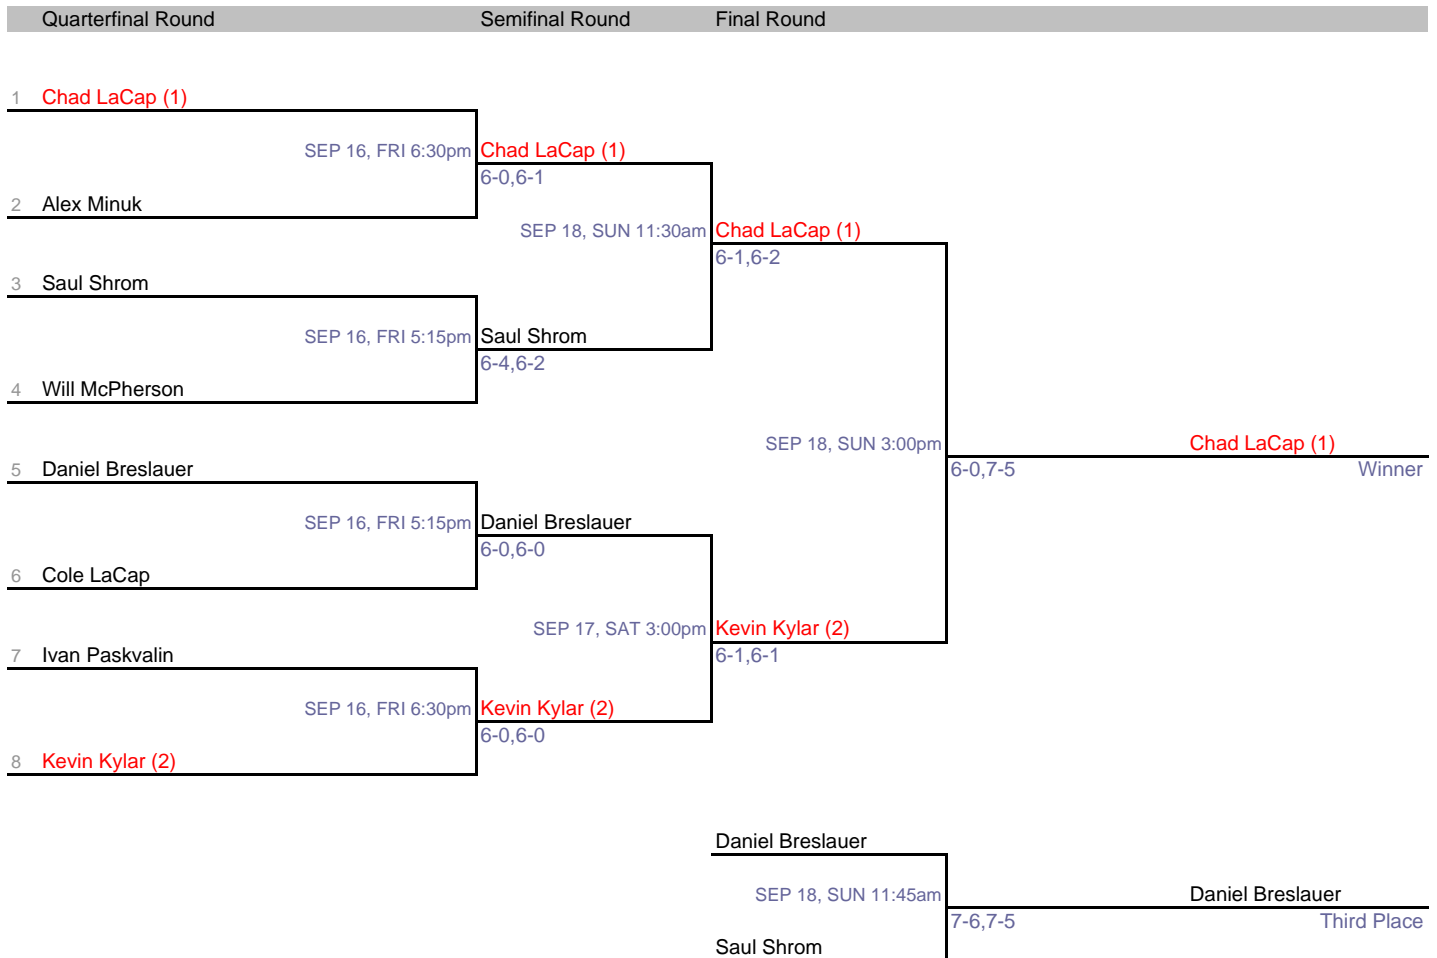 Quarterfinal Round Semifinal Round Final Round
1 Chad LaCap (1)
SEP 16, FRI 6:30pm Chad LaCap (1)
6-0,6-1
2 Alex Minuk
SEP 18, SUN 11:30am Chad LaCap (1)
6-1,6-2
3 Saul Shrom
SEP 16, FRI 5:15pm Saul Shrom
6-4,6-2
4 Will McPherson
SEP 18, SUN 3:00pm Chad LaCap (1)
6-0,7-5 Winner
5 Daniel Breslauer
SEP 16, FRI 5:15pm Daniel Breslauer
6-0,6-0
6 Cole LaCap
SEP 17, SAT 3:00pm Kevin Kylar (2)
6-1,6-1
7 Ivan Paskvalin
SEP 16, FRI 6:30pm Kevin Kylar (2)
6-0,6-0
8 Kevin Kylar (2)
Daniel Breslauer
SEP 18, SUN 11:45am Daniel Breslauer
7-6,7-5 Third Place
Saul Shrom